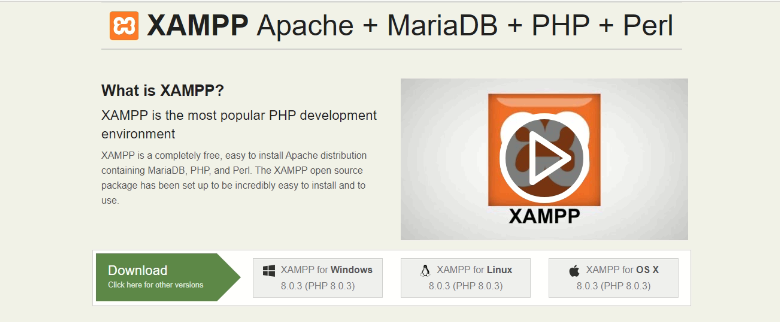 XAMPP Apache + MariaDB + PHP + Perl
What is XAMPP?
XAMPP is the most popular PHP development
environment
XAMPP is a completely free, easy to install Apache distribution
containing MariaDB, PHP, and Perl. The XAMPP open source
package has been set up to be incredibly easy to install and to
use.
XAMPP
Download
Click here for other versions
XAMPP for Windows
8.0.3 (PHP 8.0.3)
XAMPP for Linux
8.0.3 (PHP 8.0.3)
XAMPP for OS X
8.0.3 (PHP 8.0.3)